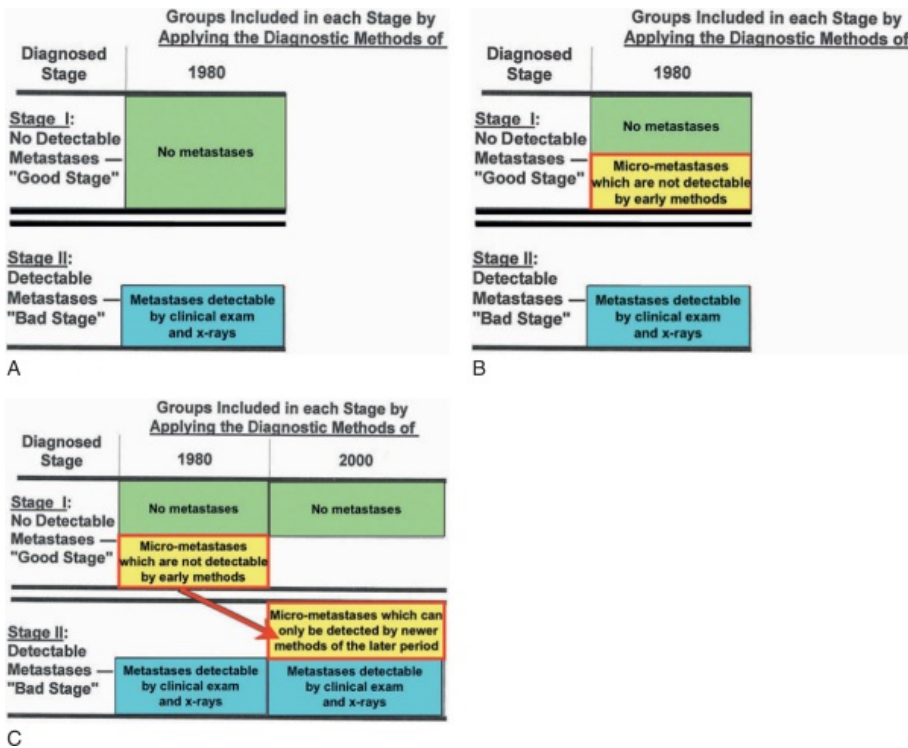 Groups Included in each Stage by
Applying the Diagnostic Methods of
Diagnosed
Stage
1980
Stage I:
No Detectable
Metastases —
"Good Stage"
No metastases
Stage II:
Detectable
Metastases —
"Bad Stage"
Metastases detectable
by clinical exam
and x-rays
A
Groups Included in each Stage by
Applying the Diagnostic Methods of
Diagnosed
Stage
1980
Stage I:
No Detectable
Metastases —
"Good Stage"
No metastases
Micro-metastases
which are not detectable
by early methods
Stage II:
Detectable
Metastases —
"Bad Stage"
Metastases detectable
by clinical exam
and x-rays
B
Groups Included in each Stage by
Applying the Diagnostic Methods of
Diagnosed
Stage
1980
2000
Stage I:
No Detectable
Metastases —
"Good Stage"
No metastases
No metastases
Micro-metastases
which are not detectable
by early methods
Micro-metastases which can
only be detected by newer
methods of the later period
Stage II:
Detectable
Metastases —
"Bad Stage"
Metastases detectable
by clinical exam
and x-rays
Metastases detectable
by clinical exam
and x-rays
C